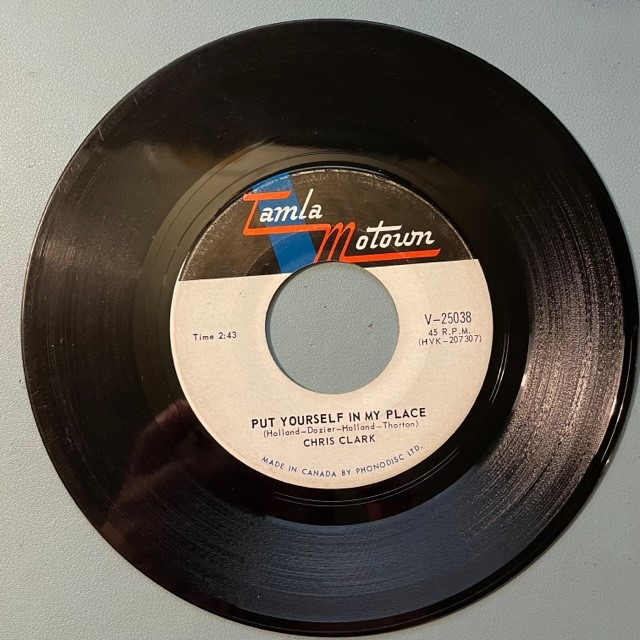 Tamla
Motown
V-25038
45 R.P.M.
(HVK-207307)
Time 2:43
PUT YOURSELF IN MY PLACE
(Holland-Dozier-Holland-Thorton)
CHRIS CLARK
MADE IN CANADA BY PHONODISC LTD.